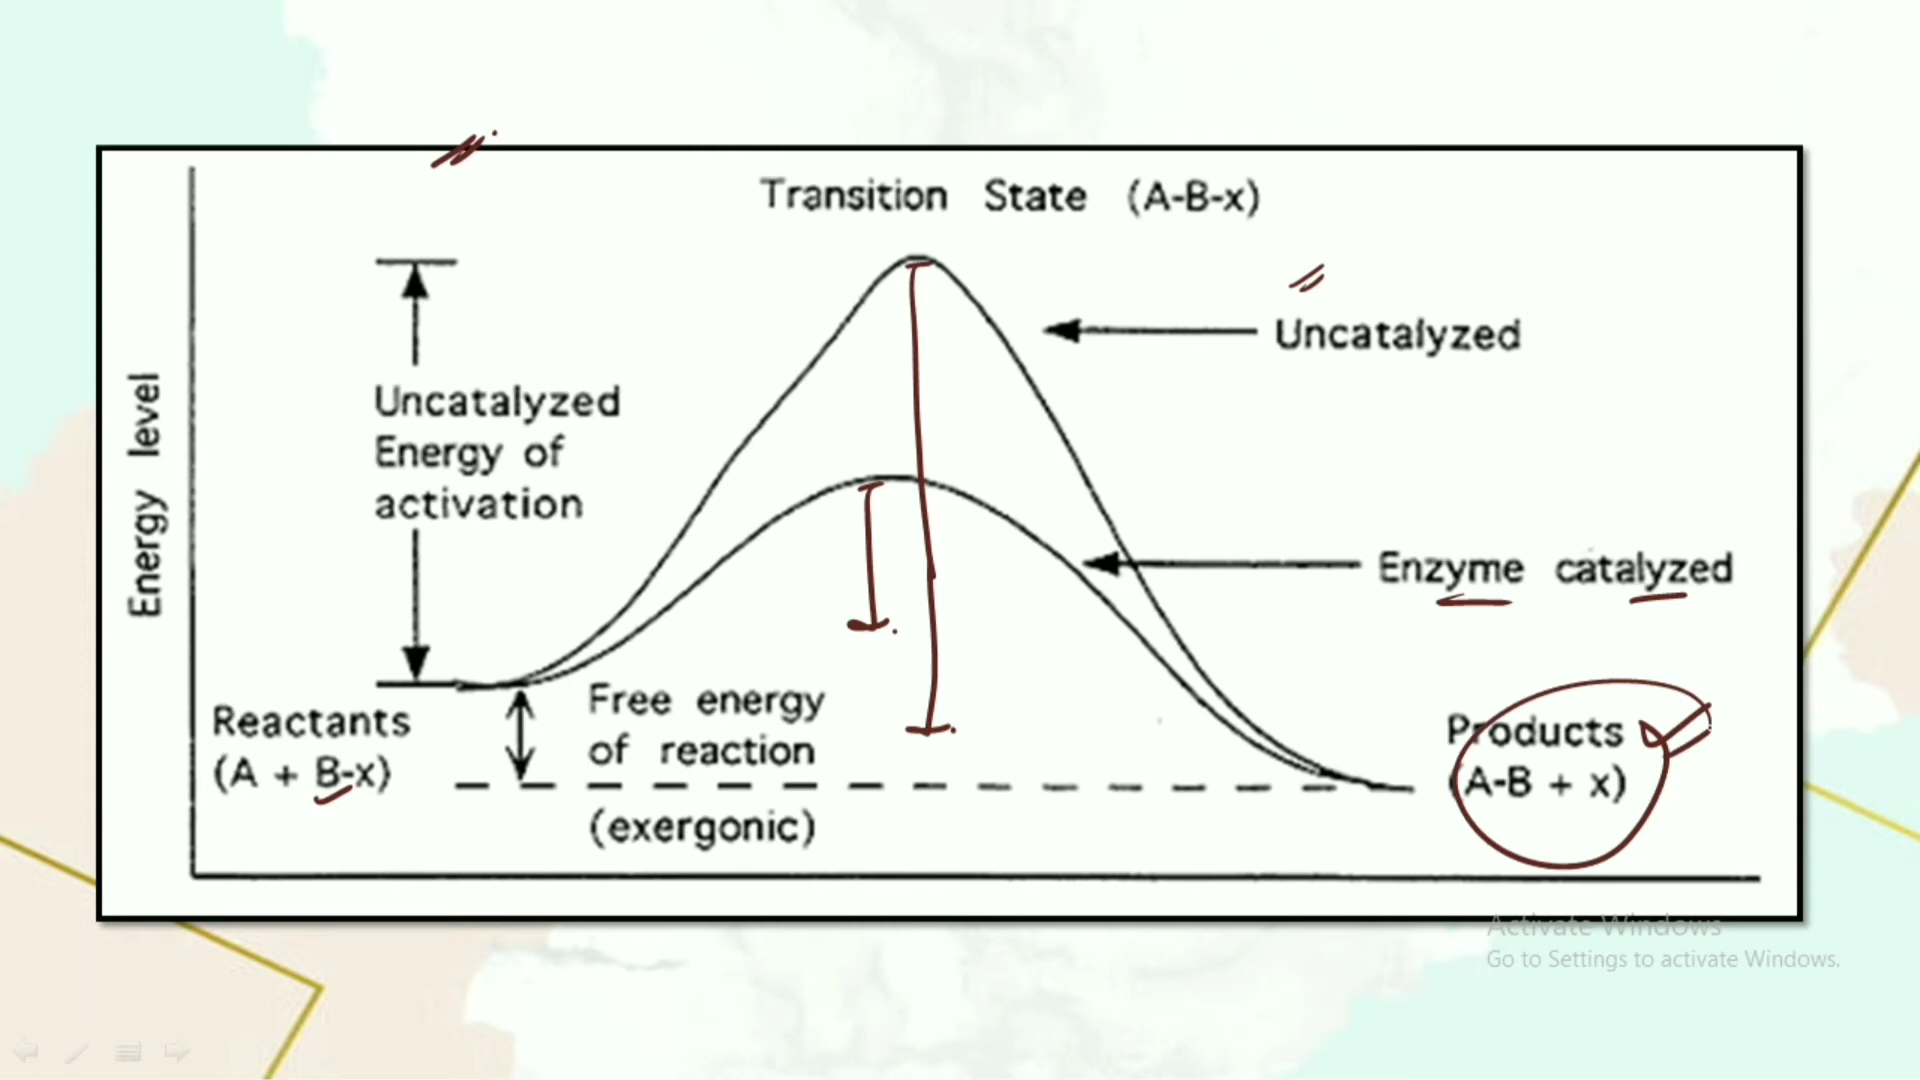 Transition State (A-B-x)
Uncatalyzed
Uncatalyzed
Energy of
activation
Energy level
Enzyme catalyzed
Reactants
(A + B-x)
Free energy
of reaction
(exergonic)
Products
(A-B + x)
Activate Windows
Go to Settings to activate Windows.